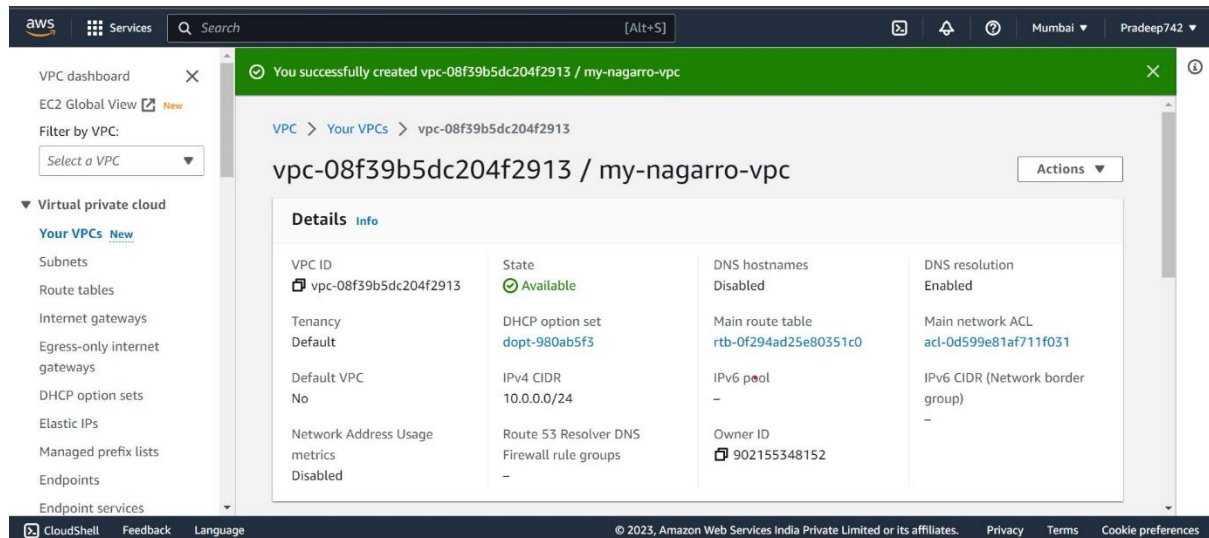 aws Services Search [Alt+S] Mumbai Pradeep742
VPC dashboard
EC2 Global View New
Filter by VPC:
Select a VPC
Virtual private cloud
Your VPCs New
Subnets
Route tables
Internet gateways
Egress-only internet
gateways
DHCP option sets
Elastic IPs
Managed prefix lists
Endpoints
Endpoint services
You successfully created vpc-08f39b5dc204f2913 / my-nagarro-vpc
VPC > Your VPCs > vpc-08f39b5dc204f2913
vpc-08f39b5dc204f2913 / my-nagarro-vpc
Actions
Details Info
VPC ID
vpc-08f39b5dc204f2913
State
Available
DNS hostnames
Disabled
DNS resolution
Enabled
Tenancy
Default
DHCP option set
dopt-980ab5f3
Main route table
rtb-0f294ad25e80351c0
Main network ACL
acl-0d599e81af711f031
Default VPC
No
IPv4 CIDR
10.0.0.0/24
IPv6 pool
–
IPv6 CIDR (Network border
group)
–
Network Address Usage
metrics
Disabled
Route 53 Resolver DNS
Firewall rule groups
–
Owner ID
902155348152
CloudShell Feedback Language © 2023, Amazon Web Services India Private Limited or its affiliates. Privacy Terms Cookie preferences